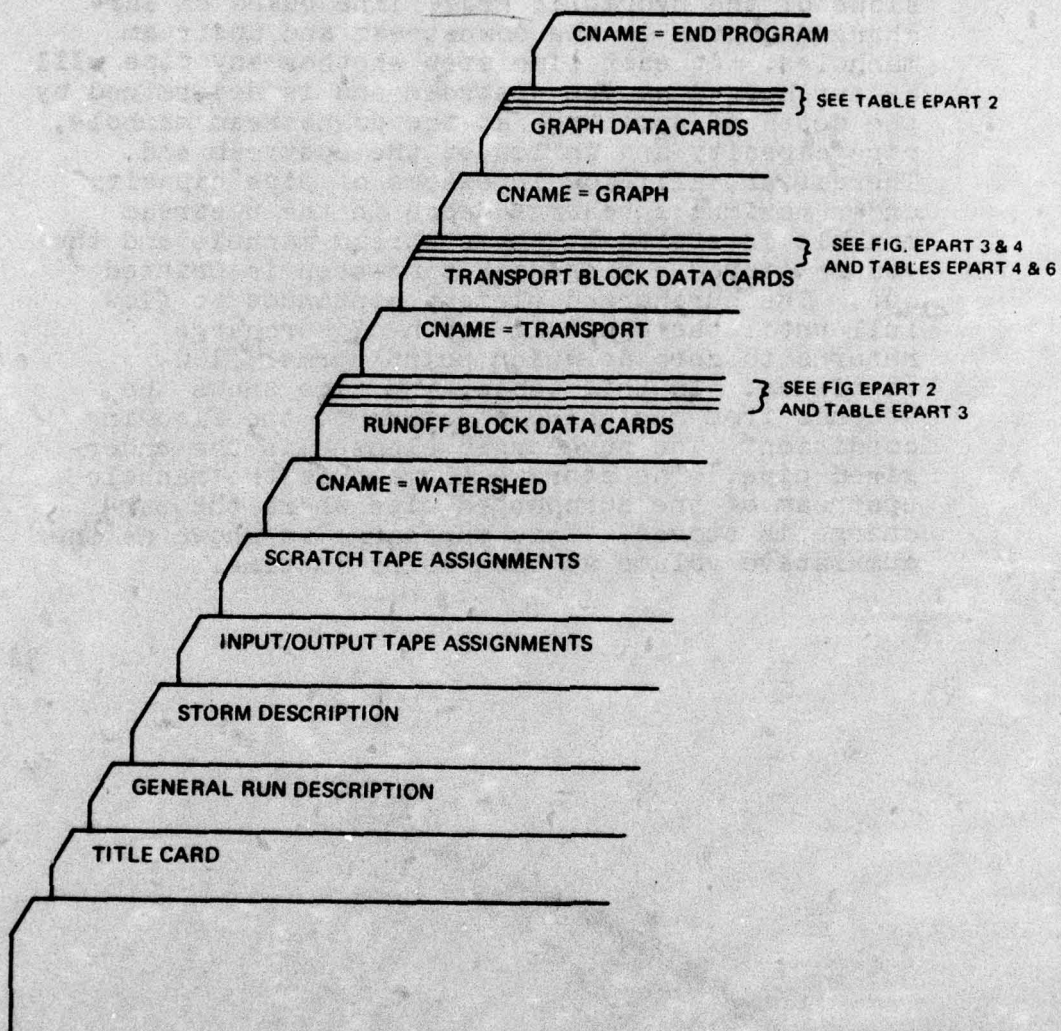 CNAME = END PROGRAM
SEE TABLE EPART 2
GRAPH DATA CARDS
CNAME = GRAPH
SEE FIG. EPART 3 & 4
AND TABLES EPART 4 & 6
TRANSPORT BLOCK DATA CARDS
CNAME = TRANSPORT
SEE FIG EPART 2
AND TABLE EPART 3
RUNOFF BLOCK DATA CARDS
CNAME = WATERSHED
SCRATCH TAPE ASSIGNMENTS
INPUT/OUTPUT TAPE ASSIGNMENTS
STORM DESCRIPTION
GENERAL RUN DESCRIPTION
TITLE CARD